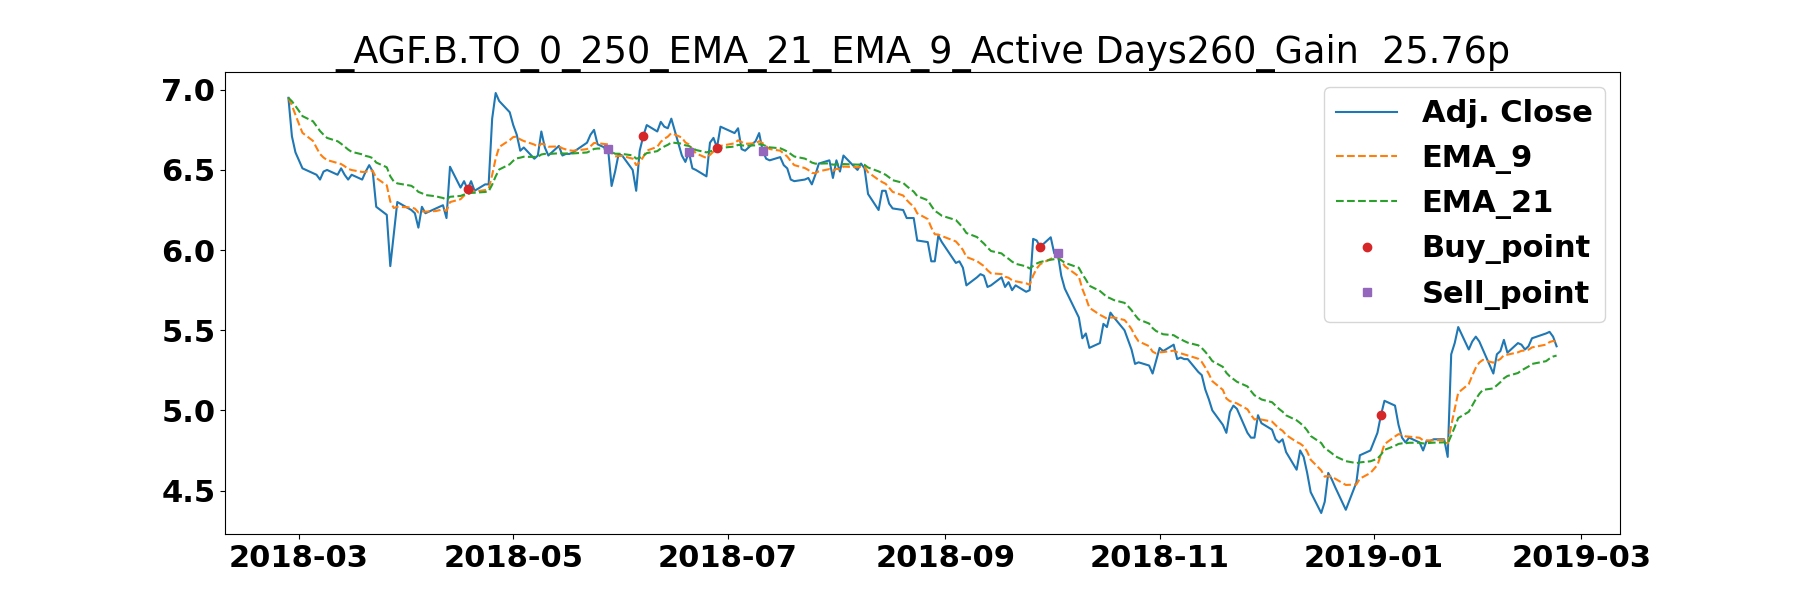 _AGF.B.TO_0_250_EMA_21_EMA_9_Active Days260_Gain  25.76p
7.0
6.5
6.0
5.5
5.0
4.5
Adj. Close
EMA_9
EMA_21
Buy_point
Sell_point
2018-03 2018-05 2018-07 2018-09 2018-11 2019-01 2019-03